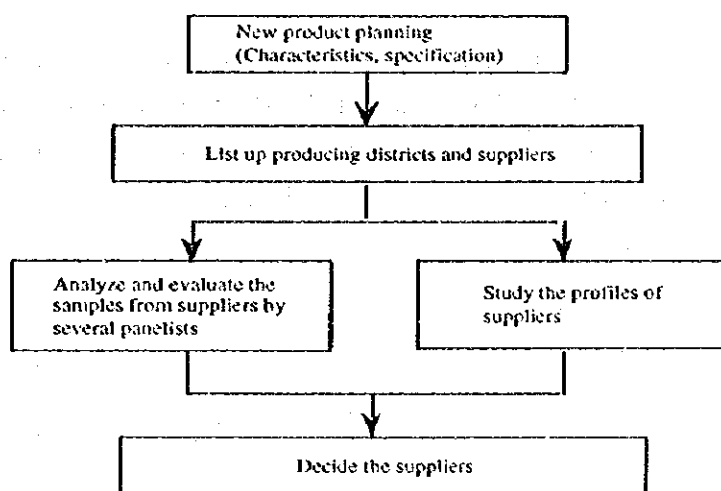 New product planning
(Characteristics, specification)
List up producing districts and suppliers
Analyze and evaluate the
samples from suppliers by
several panelists
Study the profiles of
suppliers
Decide the suppliers